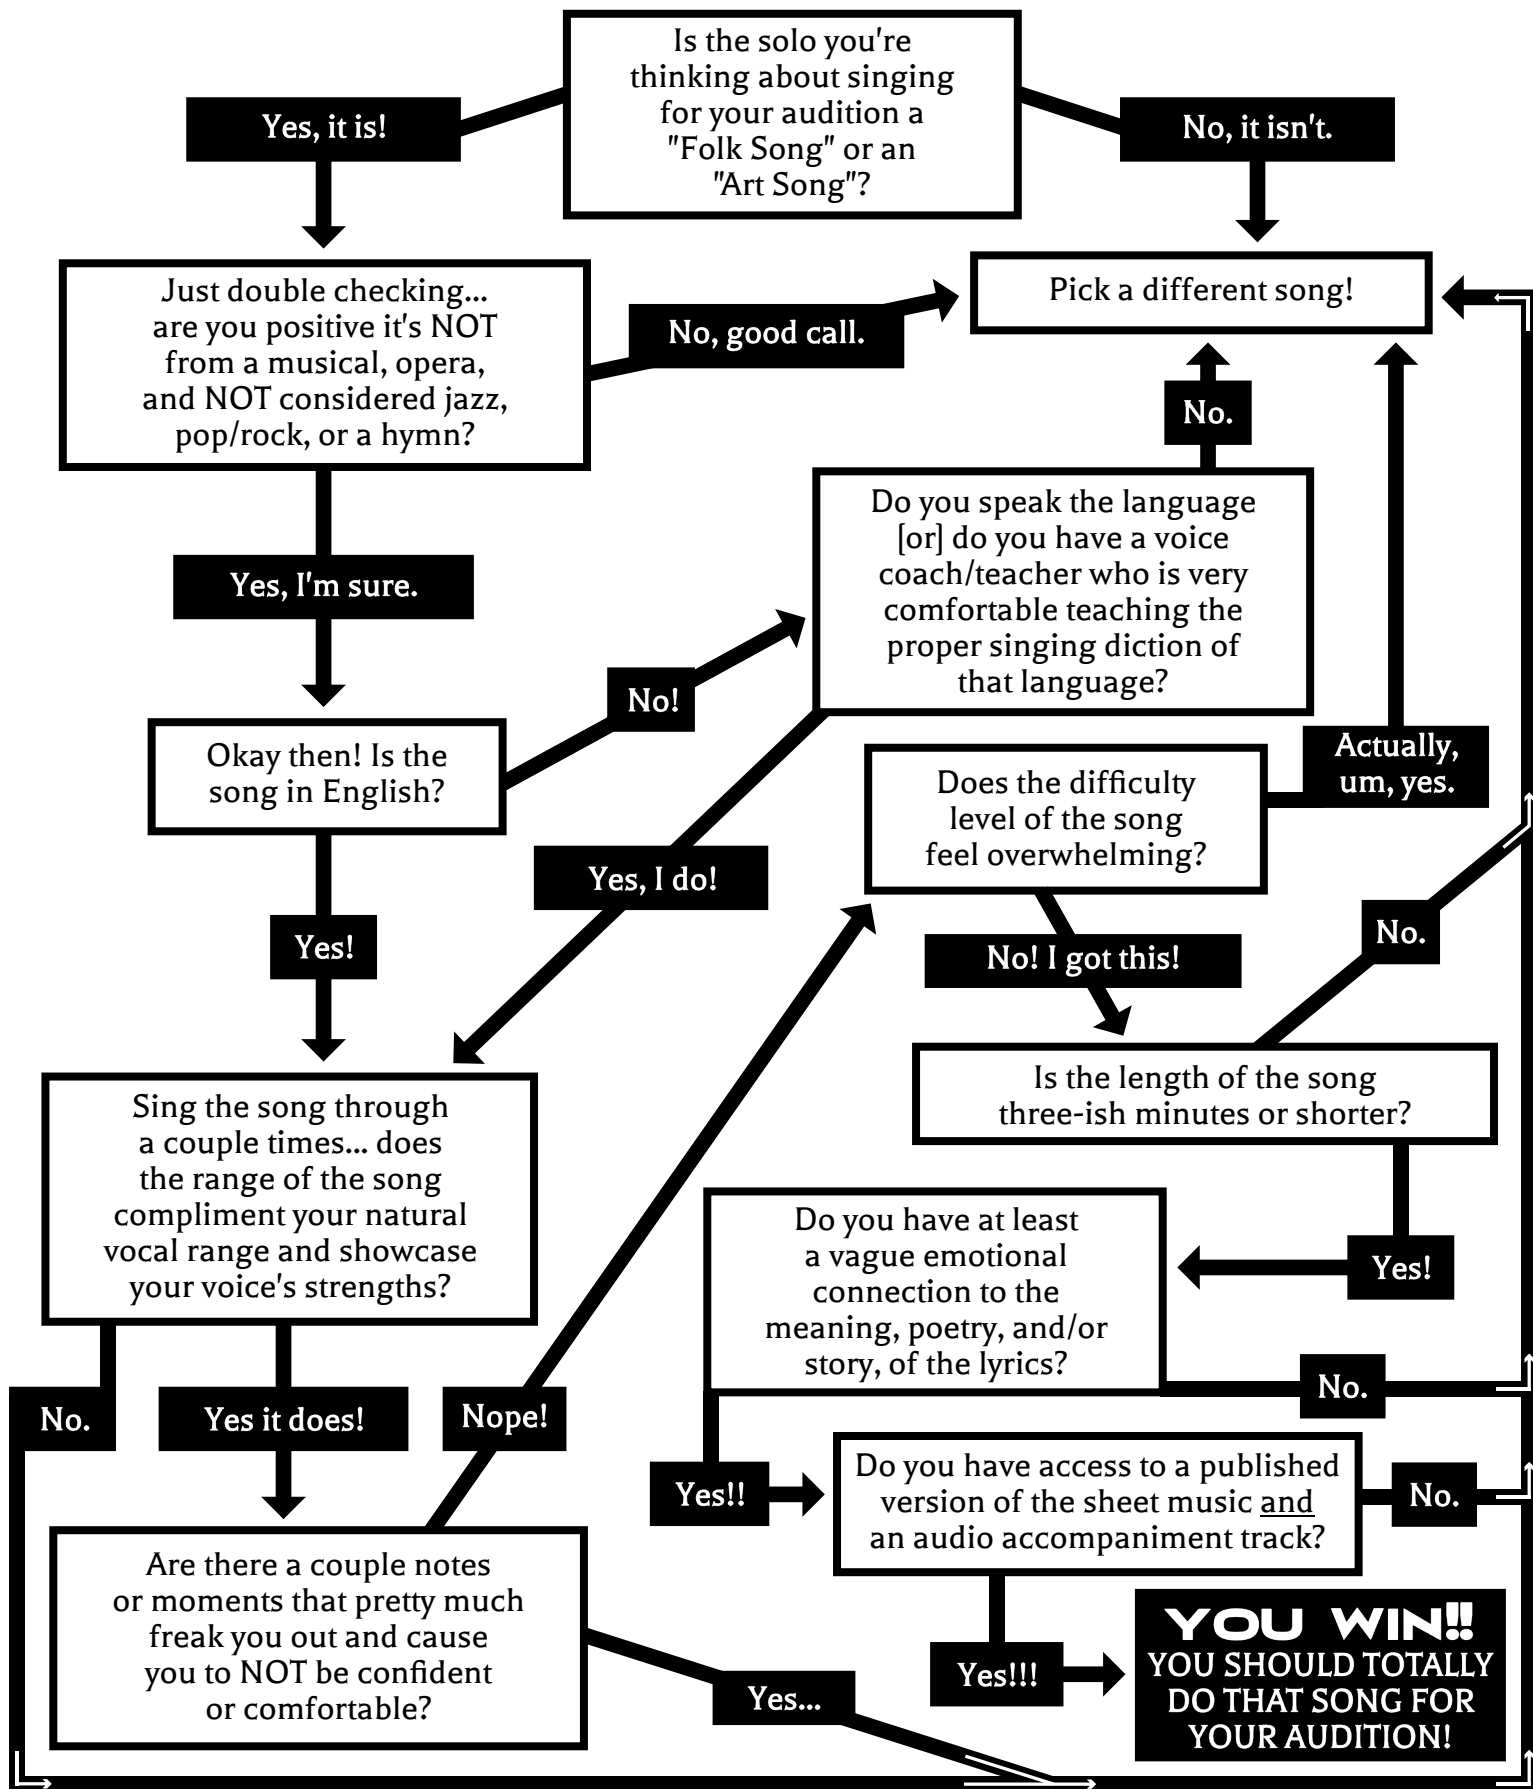 Is the solo you're
thinking about singing
for your audition a
"Folk Song" or an
"Art Song"?
Yes, it is!
No, it isn't.
Just double checking...
are you positive it's NOT
from a musical, opera,
and NOT considered jazz,
pop/rock, or a hymn?
No, good call.
Pick a different song!
No.
Do you speak the language
[or] do you have a voice
coach/teacher who is very
comfortable teaching the
proper singing diction of
that language?
Yes, I'm sure.
No!
Okay then! Is the
song in English?
Yes, I do!
Does the difficulty
level of the song
feel overwhelming?
Actually,
um, yes.
Yes!
No! I got this!
No.
Is the length of the song
three-ish minutes or shorter?
Sing the song through
a couple times... does
the range of the song
compliment your natural
vocal range and showcase
your voice's strengths?
Do you have at least
a vague emotional
connection to the
meaning, poetry, and/or
story, of the lyrics?
Yes!
No.
No.
Yes it does!
Nope!
Yes!!
Do you have access to a published
version of the sheet music and
an audio accompaniment track?
No.
Are there a couple notes
or moments that pretty much
freak you out and cause
you to NOT be confident
or comfortable?
Yes...
Yes!!!
YOU WIN!!
YOU SHOULD TOTALLY
DO THAT SONG FOR
YOUR AUDITION!